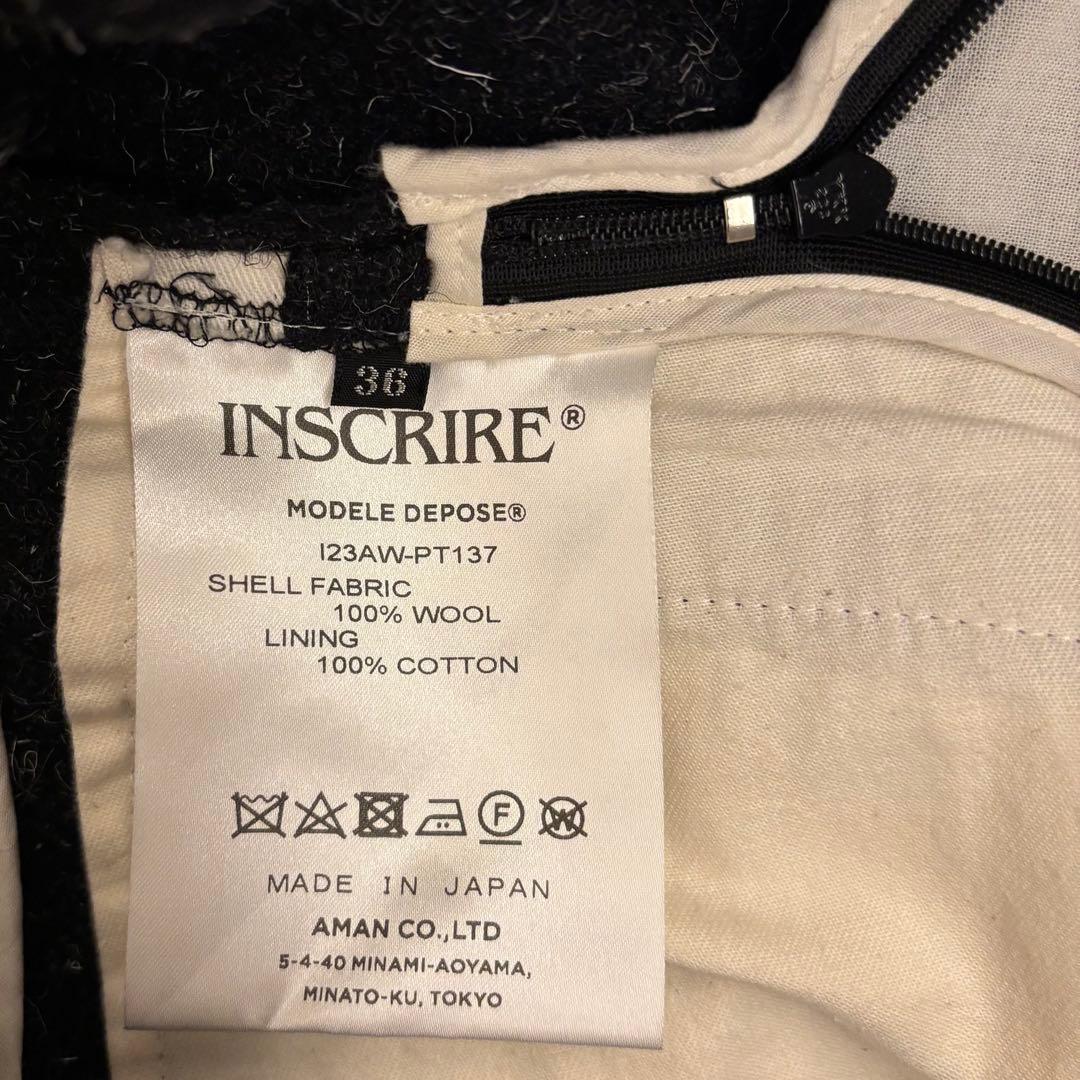 36
INSCRIRE®
MODELE DEPOSE®
I23AW-PT137
SHELL FABRIC
100% WOOL
LINING
100% COTTON
F W
MADE IN JAPAN
AMAN CO.,LTD
5-4-40 MINAMI-AOYAMA,
MINATO-KU, TOKYO